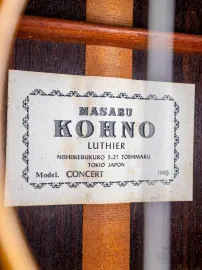 MASARU
KOHNO
LUTHIER
NISHIIKEBUKURO 5.27 TOSHIMAKU
TOKIO JAPON
Model. CONCERT